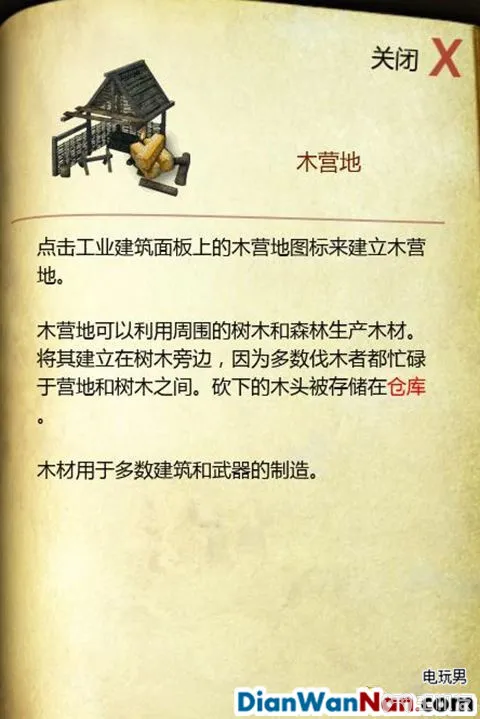 关闭 X
木营地
点击工业建筑面板上的木营地图标来建立木营
地。
木营地可以利用周围的树木和森林生产木材。
将其建立在树木旁边，因为多数伐木者都忙碌
于营地和树木之间。砍下的木头被存储在仓库
。
木材用于多数建筑和武器的制造。
电玩男
DianWanNan.com